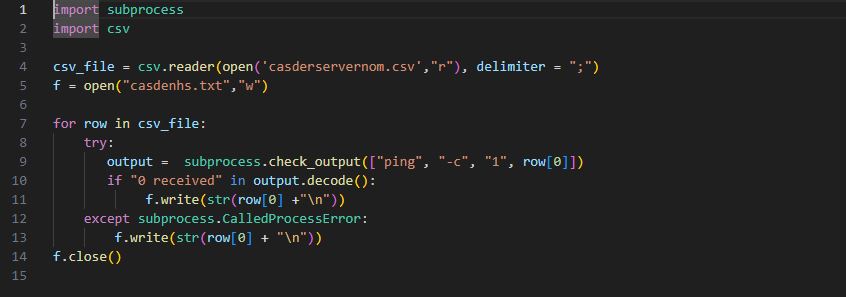 1 import subprocess
2 import csv
3
4 csv_file = csv.reader(open('casderservernom.csv',"r"), delimiter = ";")
5 f = open("casdenhs.txt","w")
6
7 for row in csv_file:
8     try:
9        output =  subprocess.check_output(["ping", "-c", "1", row[0]])
10        if "0 received" in output.decode():
11             f.write(str(row[0] +"\n"))
12     except subprocess.CalledProcessError:
13         f.write(str(row[0] + "\n"))
14 f.close()
15